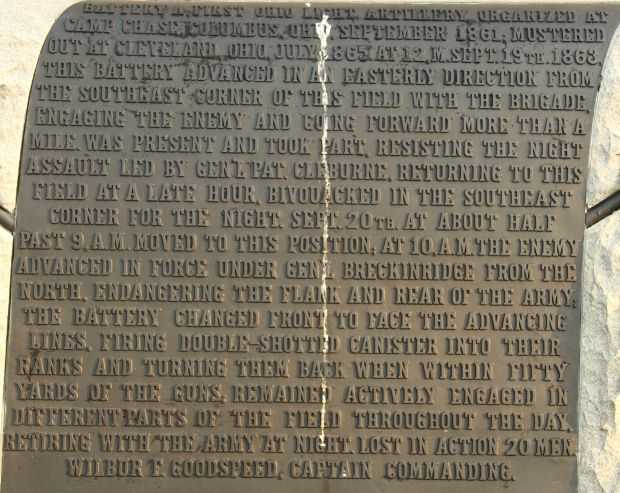 BATTERY A, FIRST OHIO LIGHT ARTILLERY, ORGANIZED AT
CAMP CHASE, COLUMBUS, OHIO, SEPTEMBER 1861, MUSTERED
OUT AT CLEVELAND, OHIO, JULY 1865. AT 12, M. SEPT. 19TH. 1863,
THIS BATTERY ADVANCED IN AN EASTERLY DIRECTION FROM
THE SOUTHEAST CORNER OF THIS FIELD WITH THE BRIGADE,
ENGAGING THE ENEMY AND GOING FORWARD MORE THAN A
MILE. WAS PRESENT AND TOOK PART, RESISTING THE NIGHT
ASSAULT LED BY GEN'L PAT. CLEBURNE, RETURNING TO THIS
FIELD AT A LATE HOUR, BIVOUACKED IN THE SOUTHEAST
CORNER FOR THE NIGHT. SEPT. 20TH. AT ABOUT HALF
PAST 9, A.M. MOVED TO THIS POSITION, AT 10, A.M. THE ENEMY
ADVANCED IN FORCE UNDER GEN'L BRECKINRIDGE FROM THE
NORTH, ENDANGERING THE FLANK AND REAR OF THE ARMY;
THE BATTERY CHANGED FRONT TO FACE THE ADVANCING
LINES, FIRING DOUBLE-SHOTTED CANISTER INTO THEIR
RANKS AND TURNING THEM BACK WHEN WITHIN FIFTY
YARDS OF THE GUNS, REMAINED ACTIVELY ENGAGED IN
DIFFERENT PARTS OF THE FIELD THROUGHOUT THE DAY,
RETIRING WITH THE ARMY AT NIGHT. LOST IN ACTION 20 MEN.
WILBUR F. GOODSPEED, CAPTAIN COMMANDING.